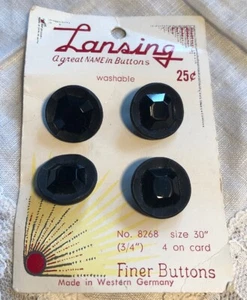 Lansing
A great NAME in Buttons
washable
25¢
No. 8268 size 30"
(3/4") 4 on card
Finer Buttons
Made in Western Germany